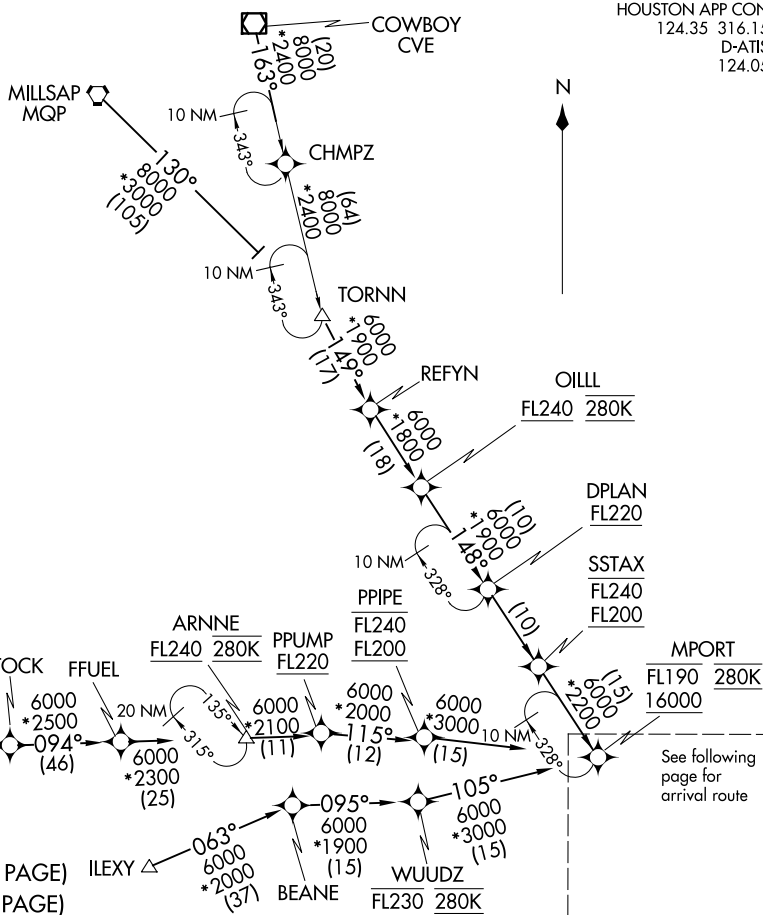 HOUSTON APP CON
124.35 316.15
D-ATIS
124.05
COWBOY
CVE
(20)
8000
*2400
163°
MILLSAP
MQP
N
10 NM
343°
CHMPZ
130°
8000
*3000
(105)
(64)
8000
*2400
10 NM
343°
TORNN
6000
*1900
149°
(17)
REFYN
6000
*1800
(18)
OILLL
FL240 280K
DPLAN
FL220
(10)
6000
*1900
148°
10 NM
328°
SSTAX
FL240
FL200
(10)
PPIPE
FL240
FL200
ARNNE
FL240 280K
PPUMP
FL220
MPORT
FL190 280K
16000
(15)
6000
*2200
TOCK
FFUEL
6000
*2500
094°
(46)
20 NM
135°
315°
6000
*2300
(25)
6000
*2100
(11)
6000
*2000
115°
(12)
6000
*3000
(15)
10 NM
328°
See following
page for
arrival route
105°
6000
*3000
(15)
095°
6000
*1900
(15)
063°
6000
*2000
(37)
PAGE)
ILEXY
PAGE)
BEANE
WUUDZ
FL230 280K